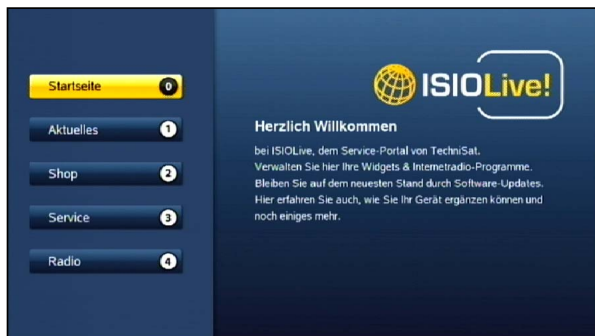 Startseite 0
Aktuelles 1
Shop 2
Service 3
Radio 4
ISIOLive!
Herzlich Willkommen
bei ISIOLive, dem Service-Portal von TechniSat.
Verwalten Sie hier Ihre Widgets & Internetradio-Programme.
Bleiben Sie auf dem neuesten Stand durch Software-Updates.
Hier erfahren Sie auch, wie Sie Ihr Gerät ergänzen können und
noch einiges mehr.